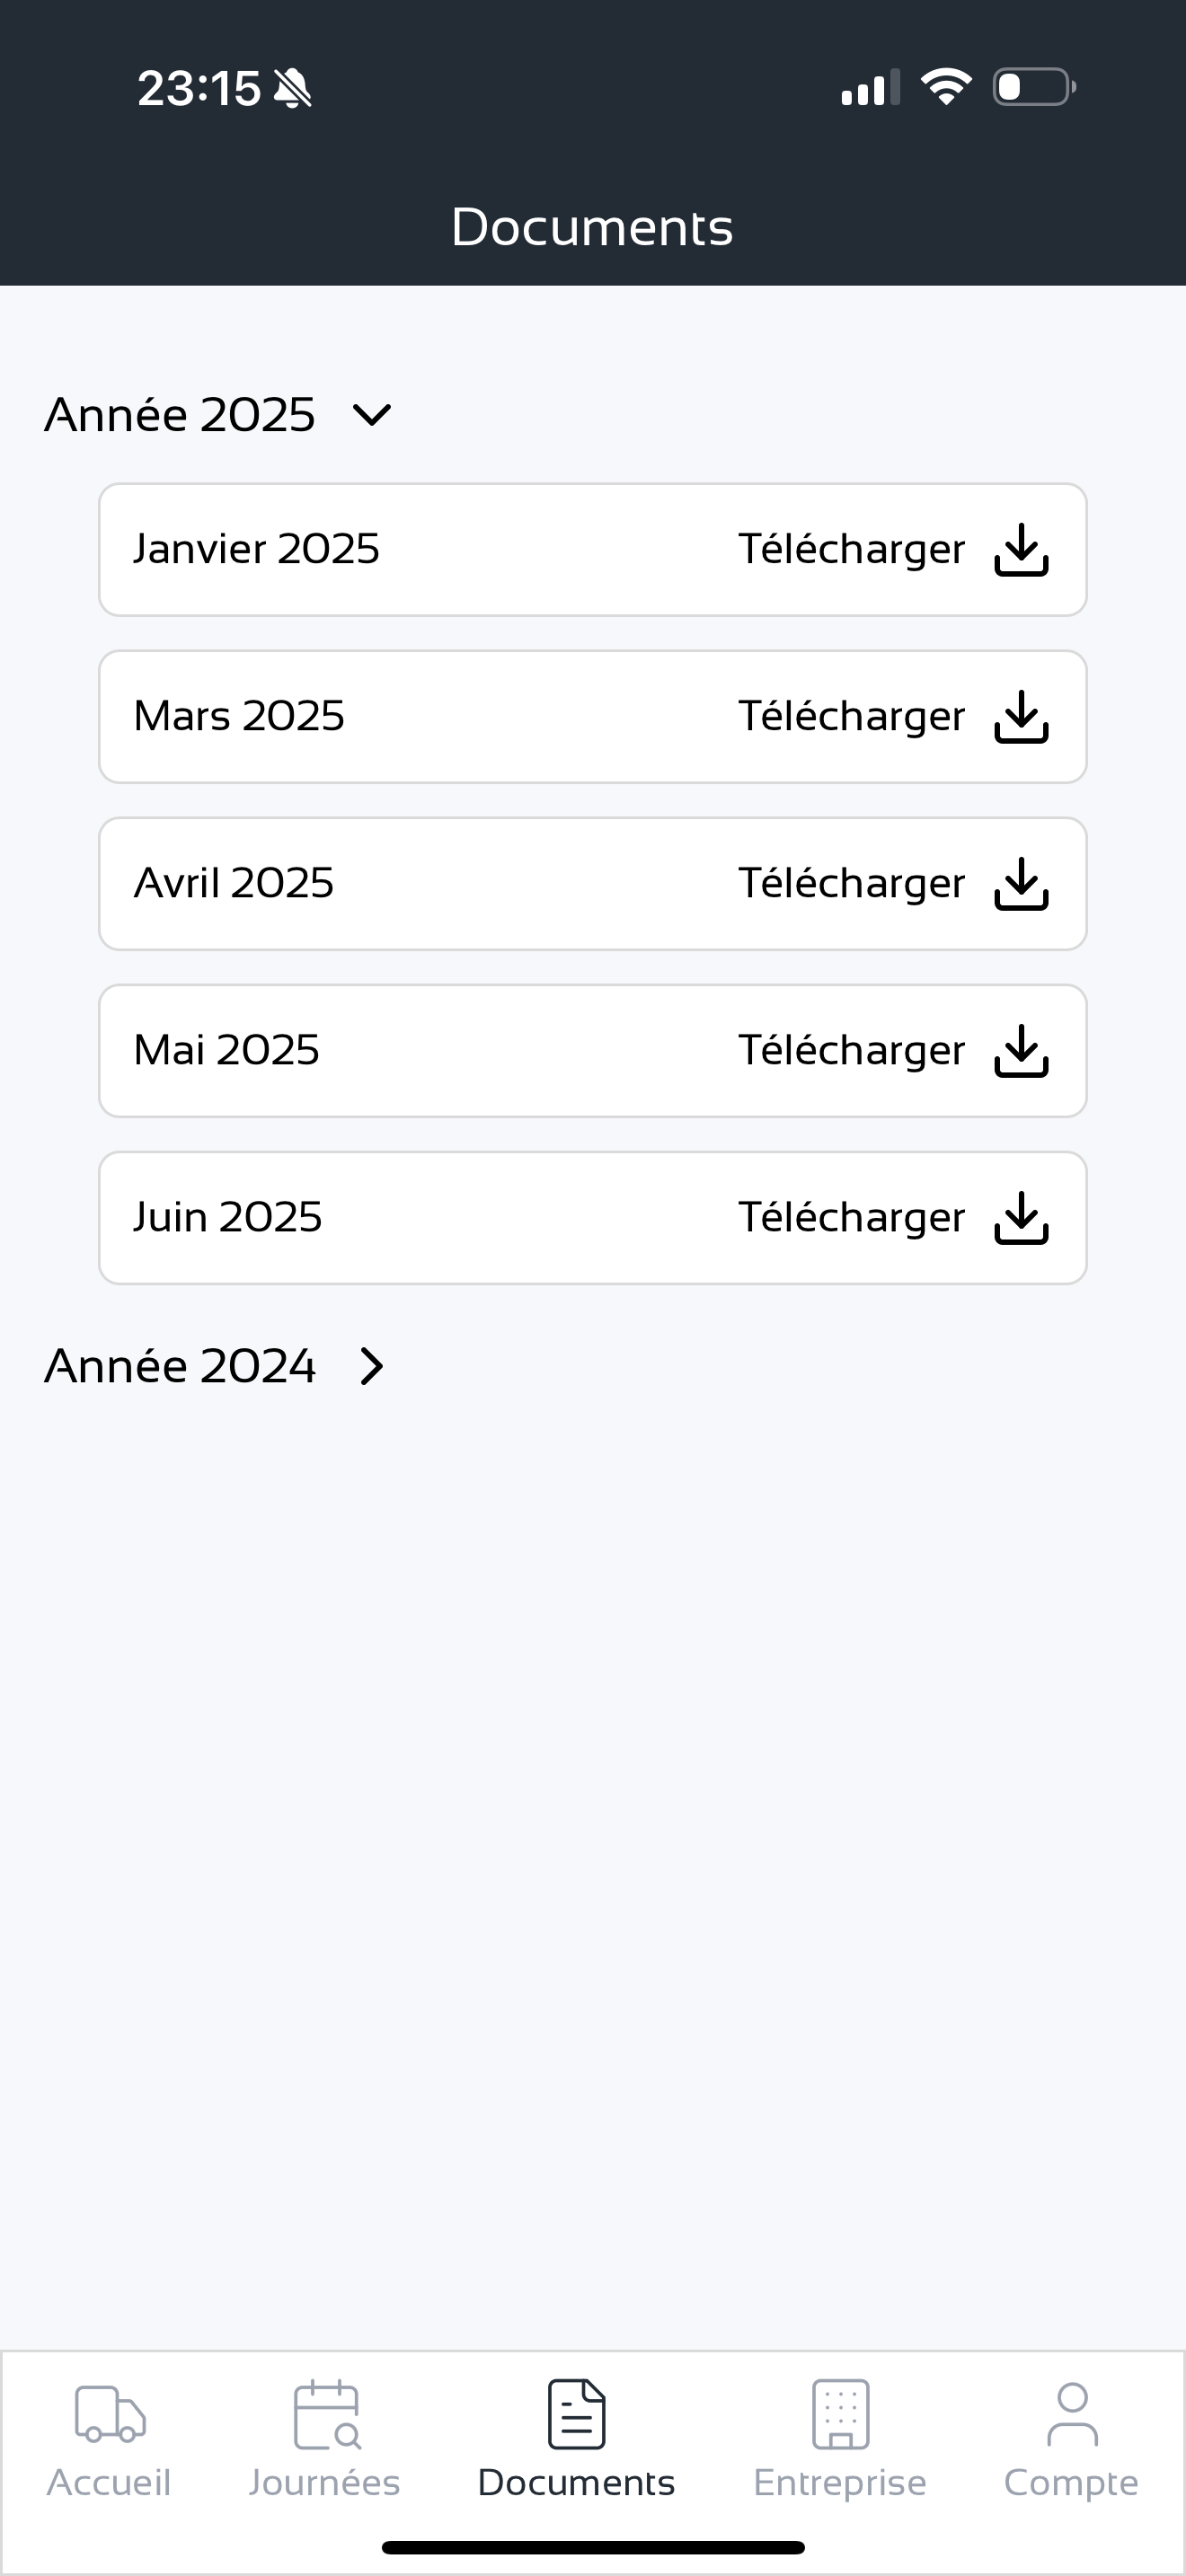 23:15
Documents
Année 2025
Janvier 2025 Télécharger
Mars 2025 Télécharger
Avril 2025 Télécharger
Mai 2025 Télécharger
Juin 2025 Télécharger
Année 2024
Accueil Journées Documents Entreprise Compte